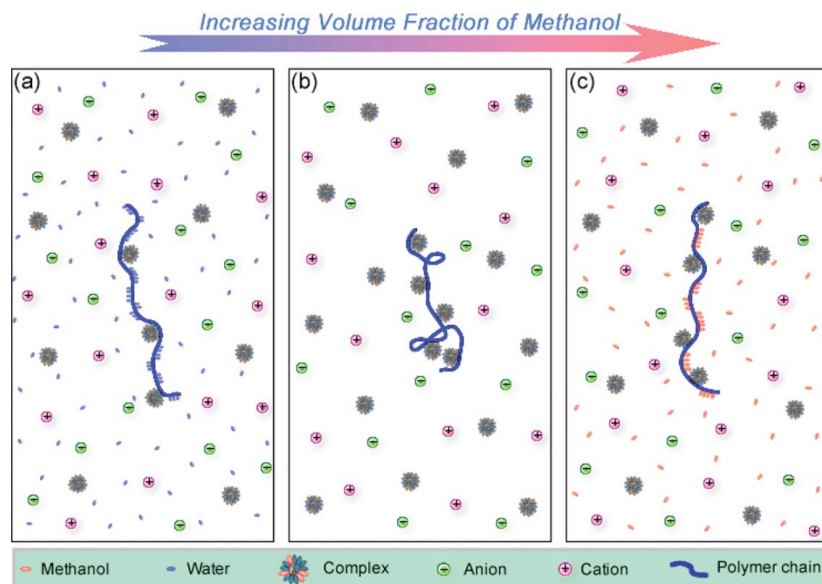 Increasing Volume Fraction of Methanol
(a)
(b)
(c)
Methanol
Water
Complex
Anion
Cation
Polymer chain